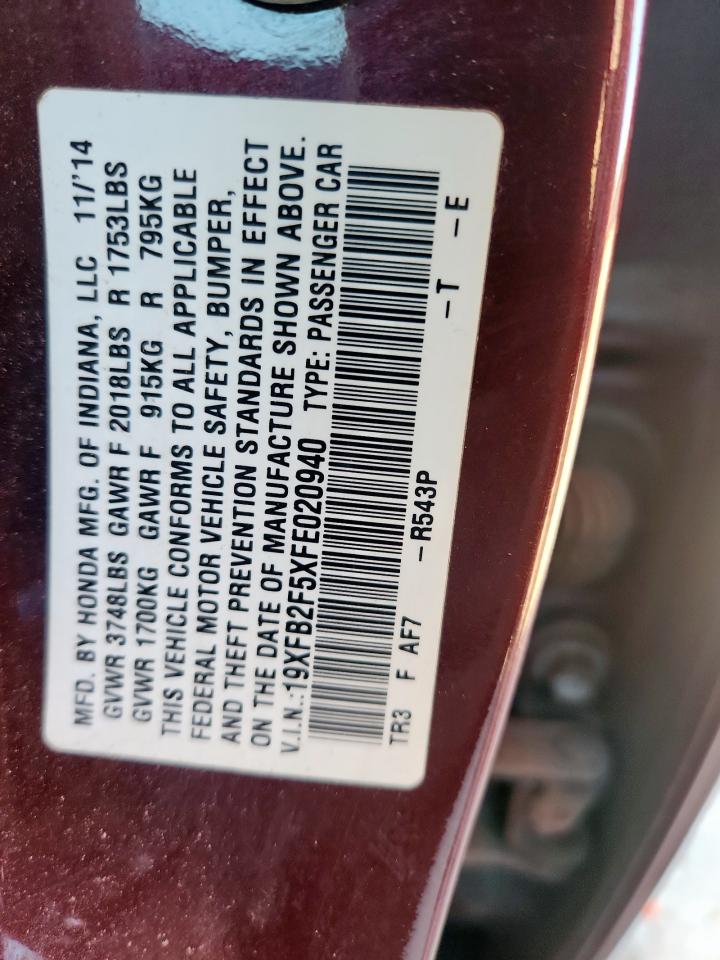 MFD. BY HONDA MFG. OF INDIANA, LLC 11/'14
GVWR 3748LBS GAWR F 2018LBS R 1753LBS
GVWR 1700KG GAWR F 915KG R 795KG
THIS VEHICLE CONFORMS TO ALL APPLICABLE
FEDERAL MOTOR VEHICLE SAFETY, BUMPER,
AND THEFT PREVENTION STANDARDS IN EFFECT
ON THE DATE OF MANUFACTURE SHOWN ABOVE.
V.I.N.:19XFB2F5XFE020940 TYPE: PASSENGER CAR
TR3 F AF7 -R543P -T -E